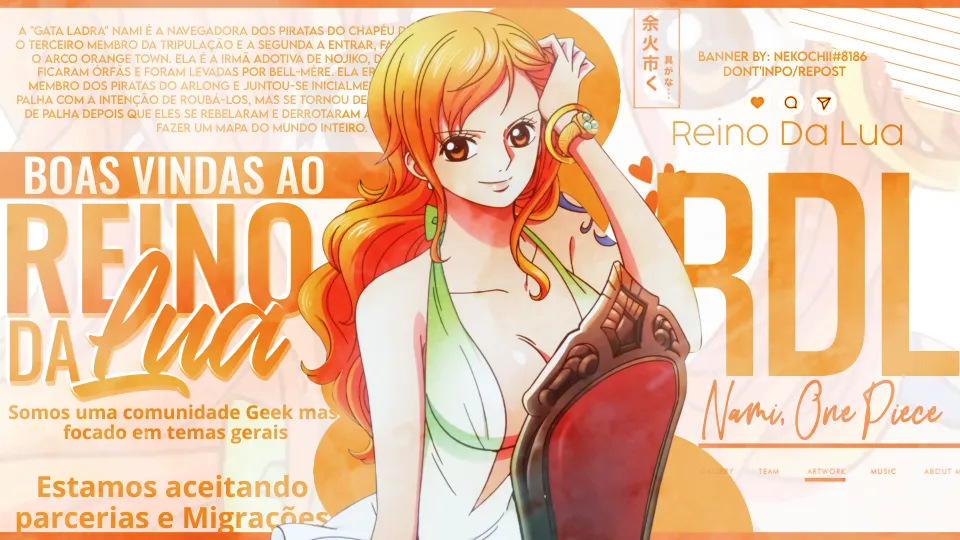 A "GATA LADRA" NAMI É A NAVEGADORA DOS PIRATAS DO CHAPÉU D
O TERCEIRO MEMBRO DA TRIPULAÇÃO E A SEGUNDA A ENTRAR, FA
O ARCO ORANGE TOWN. ELA É A IRMÃ ADOTIVA DE NOJIKO,
FICARAM ÓRFÃS E FORAM LEVADAS POR BELL-MÈRE. ELA ER
MEMBRO DOS PIRATAS DO ARLONG E JUNTOU-SE INICIALME
PALHA COM A INTENÇÃO DE ROUBÁ-LOS, MAS SE TORNOU DE
DE PALHA DEPOIS QUE ELES SE REBELARAM E DERROTARAM A
FAZER UM MAPA DO MUNDO INTEIRO.
BOAS VINDAS AO
REINO
DA Lua
Somos uma comunidade Geek mas
focado em temas gerais
Estamos aceitando
parcerias e Migrações
余火市く
BANNER BY: NEKOCHII#8186
DONT'INPO/REPOST
Reino Da Lua
RDL
Nami, One Piece
TEAM ARTWORK MUSIC ABOUT M